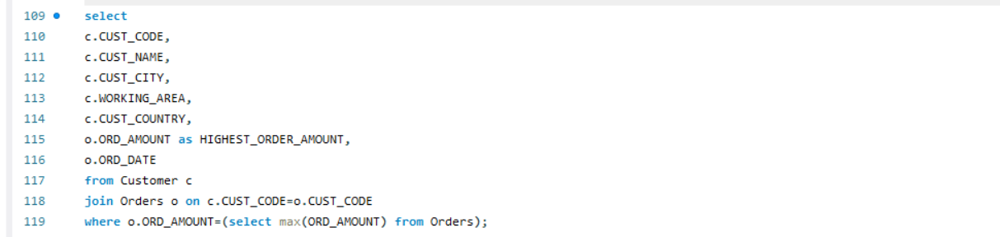 109 select
110 c.CUST_CODE,
111 c.CUST_NAME,
112 c.CUST_CITY,
113 c.WORKING_AREA,
114 c.CUST_COUNTRY,
115 o.ORD_AMOUNT as HIGHEST_ORDER_AMOUNT,
116 o.ORD_DATE
117 from Customer c
118 join Orders o on c.CUST_CODE=o.CUST_CODE
119 where o.ORD_AMOUNT=(select max(ORD_AMOUNT) from Orders);